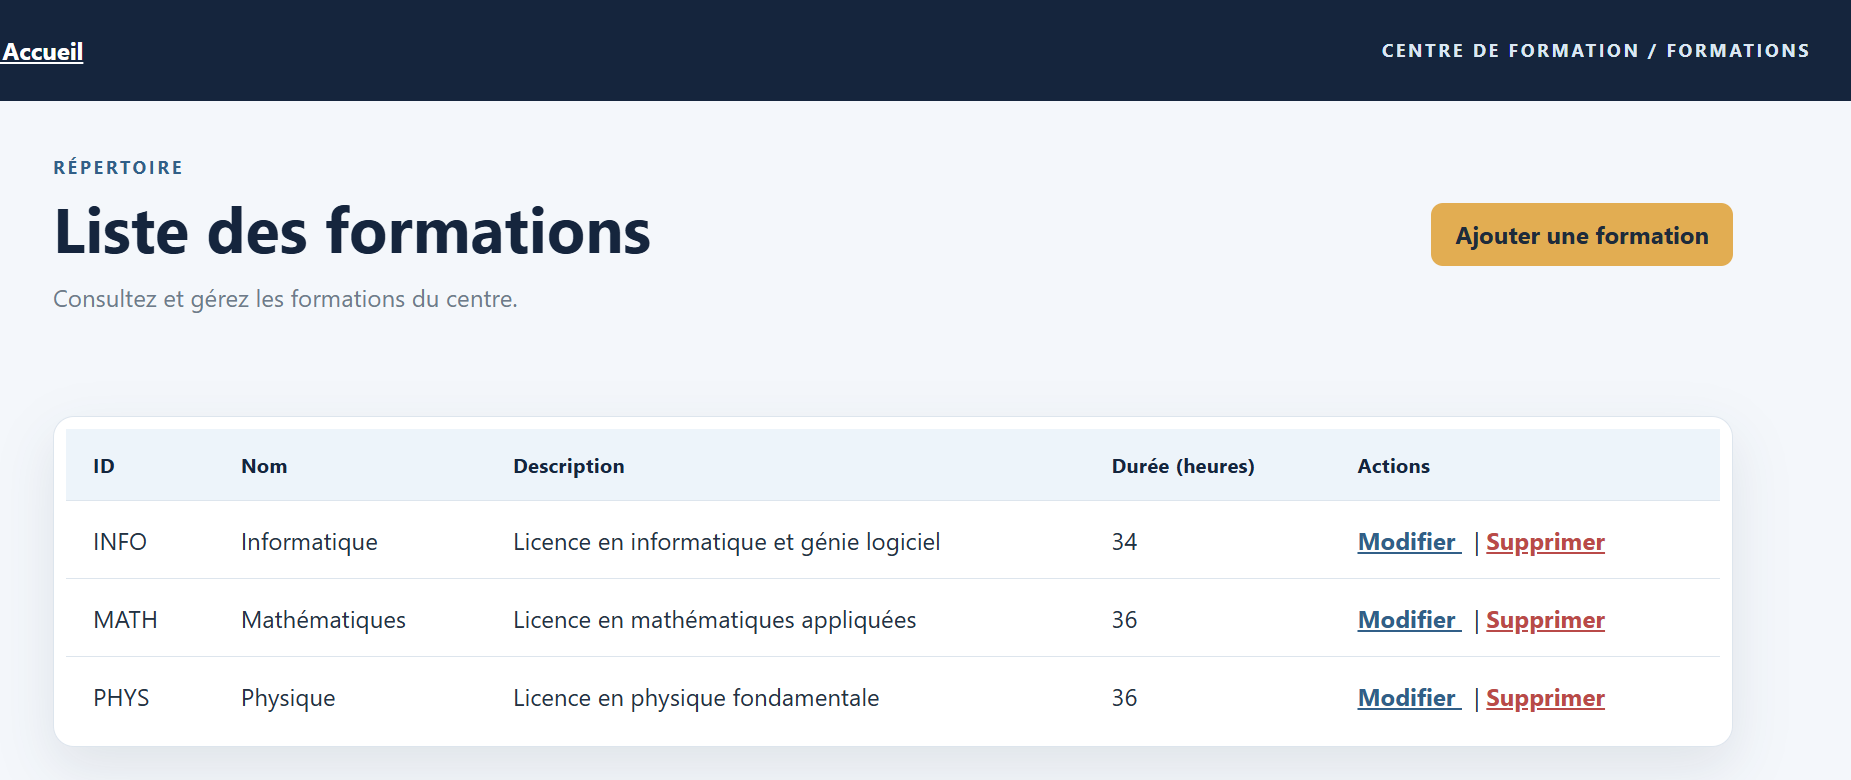 Accueil CENTRE DE FORMATION / FORMATIONS
RÉPERTOIRE
Liste des formations
Ajouter une formation
Consultez et gérez les formations du centre.
ID Nom Description Durée (heures) Actions
INFO Informatique Licence en informatique et génie logiciel 34 Modifier | Supprimer
MATH Mathématiques Licence en mathématiques appliquées 36 Modifier | Supprimer
PHYS Physique Licence en physique fondamentale 36 Modifier | Supprimer